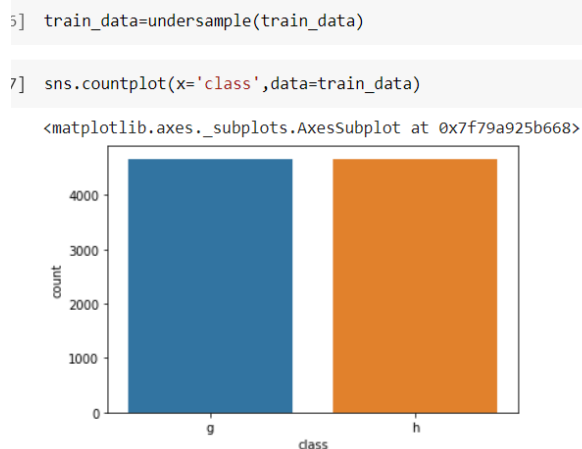 5] train_data=undersample(train_data)
7] sns.countplot(x='class',data=train_data)
<matplotlib.axes._subplots.AxesSubplot at 0x7f79a925b668>
4000
3000
2000
1000
0
count
g h
class